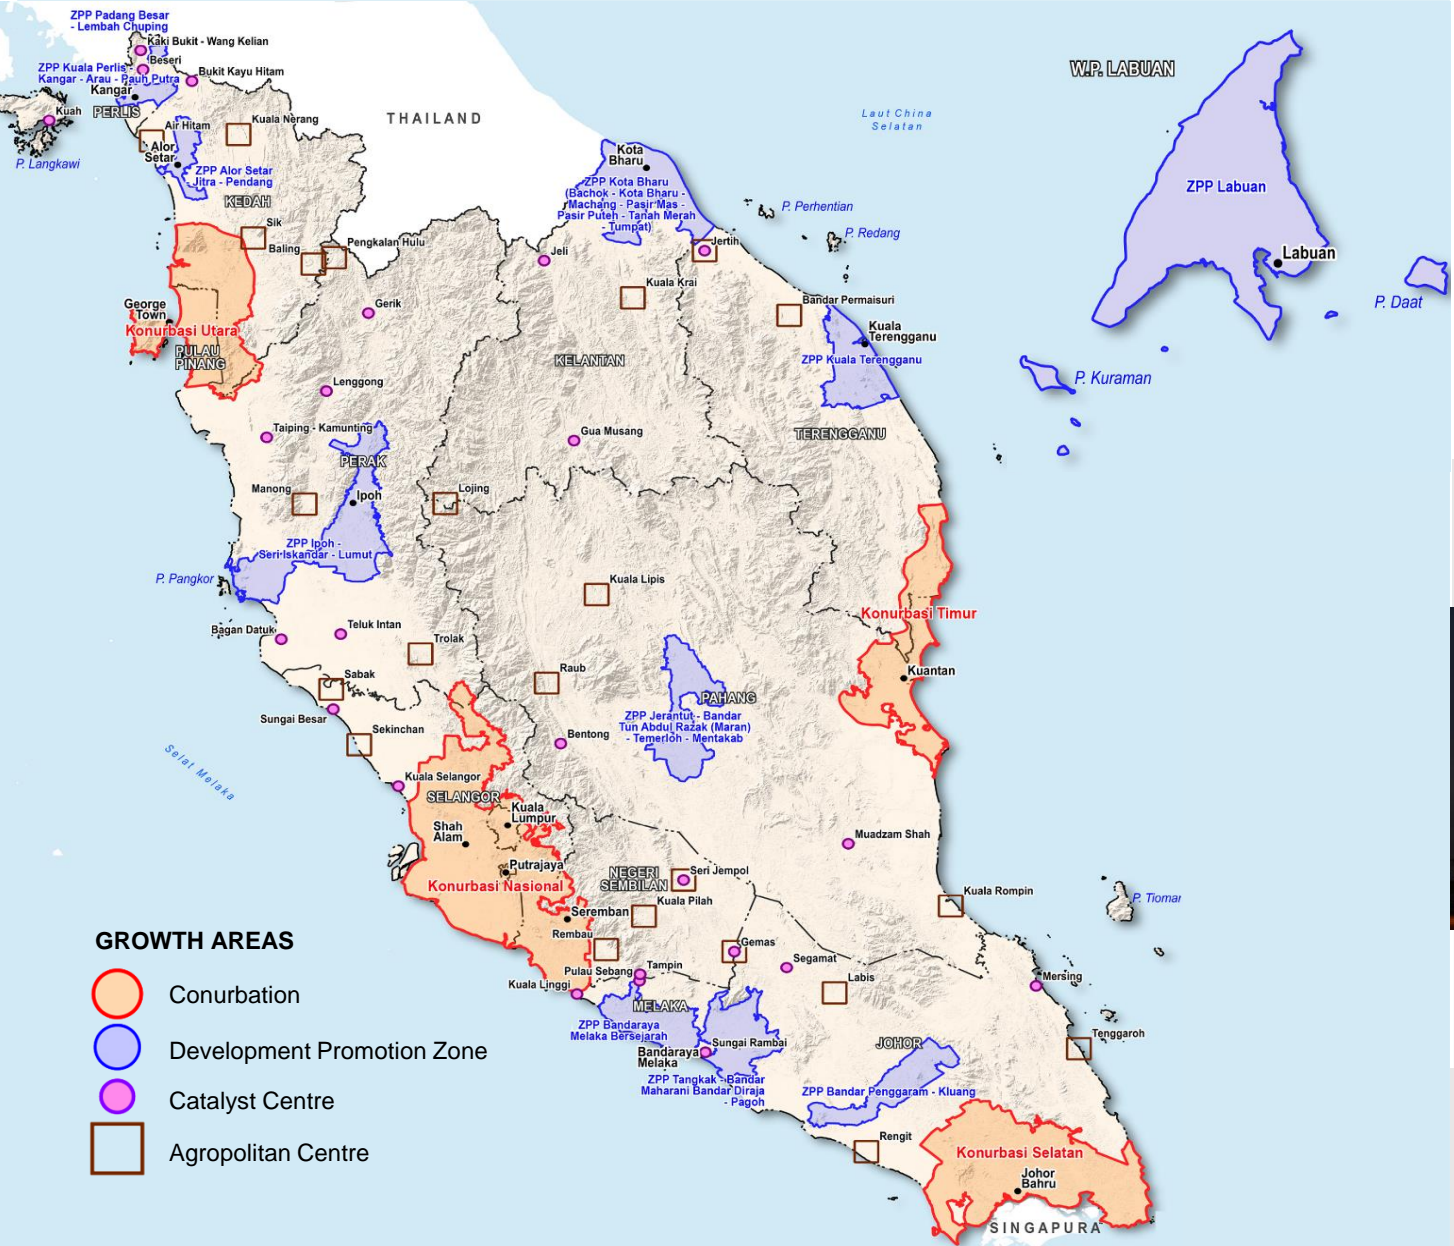 ZPP Padang Besar
- Lembah Chuping
Kaki Bukit - Wang Kelian
Beseri
ZPP Kuala Perlis -
Kangar - Arau - Pauh Putra
Bukit Kayu Hitam
Kangar
PERLIS
Kuah
P. Langkawi
Air Hitam
Kuala Nerang
Alor
Setar
ZPP Alor Setar
Jitra - Pendang
KEDAH
THAILAND
Laut China
Selatan
W.P. LABUAN
ZPP Labuan
Labuan
P. Daat
P. Kuraman
Kota
Bharu
ZPP Kota Bharu
(Bachok - Kota Bharu -
Machang - Pasir Mas -
Pasir Puteh - Tanah Merah
- Tumpat)
P. Perhentian
P. Redang
Sik
Baling
Pengkalan Hulu
Jeli
Jertih
Kuala Krai
Bandar Permaisuri
Gerik
George
Town
Konurbasi Utara
PULAU
PINANG
Kuala
Terengganu
ZPP Kuala Terengganu
KELANTAN
Lenggong
Taiping - Kamunting
Gua Musang
TERENGGANU
PERAK
Manong
Ipoh
Lojing
ZPP Ipoh -
Seri Iskandar - Lumut
P. Pangkor
Kuala Lipis
Konurbasi Timur
Bagan Datuk
Teluk Intan
Trolak
Raub
Kuantan
Sabak
PAHANG
Sungai Besar
ZPP Jerantut - Bandar
Tun Abdul Razak (Maran)
- Temerloh - Mentakab
Sekinchan
Bentong
Selat Melaka
Kuala Selangor
SELANGOR
Kuala
Lumpur
Shah
Alam
Putrajaya
Konurbasi Nasional
Muadzam Shah
NEGERI
SEMBILAN
Seri Jempol
Kuala Pilah
Kuala Rompin
P. Tiomar
Seremban
Rembau
Gemas
Segamat
Pulau Sebang
Tampin
Kuala Linggi
Labis
Mersing
MELAKA
ZPP Bandaraya
Melaka Bersejarah
Bandaraya
Melaka
Sungai Rambai
JOHOR
Tenggaroh
ZPP Tangkak - Bandar
Maharani Bandar Diraja
- Pagoh
ZPP Bandar Penggaram - Kluang
Rengit
Konurbasi Selatan
Johor
Bahru
SINGAPURA
GROWTH AREAS
Conurbation
Development Promotion Zone
Catalyst Centre
Agropolitan Centre